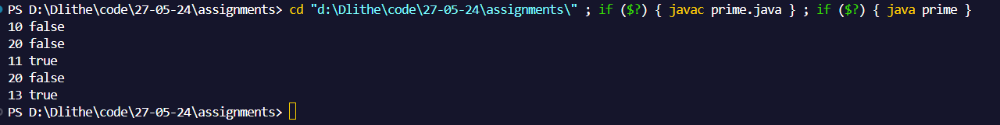 PS D:\Dlithe\code\27-05-24\assignments> cd "d:\Dlithe\code\27-05-24\assignments\" ; if ($?) { javac prime.java } ; if ($?) { java prime }
10 false
20 false
11 true
20 false
13 true
PS D:\Dlithe\code\27-05-24\assignments>